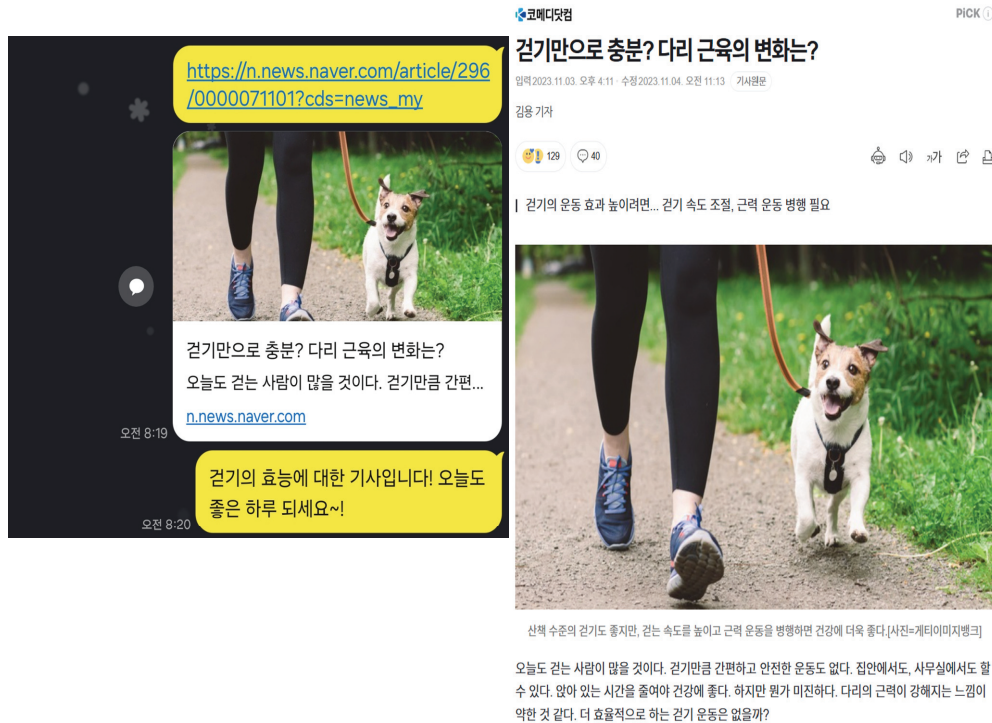 https://n.news.naver.com/article/296
/0000071101?cds=news_my
걷기만으로 충분? 다리 근육의 변화는?
오늘도 걷는 사람이 많을 것이다. 걷기만큼 간편...
n.news.naver.com
오전 8:19
걷기의 효능에 대한 기사입니다! 오늘도
좋은 하루 되세요~!
오전 8:20
코메디닷컴
PiCK
걷기만으로 충분? 다리 근육의 변화는?
입력 2023.11.03. 오후 4:11 · 수정 2023.11.04. 오전 11:13 기사원문
김용 기자
129 40
가가
걷기의 운동 효과 높이려면... 걷기 속도 조절, 근력 운동 병행 필요
산책 수준의 걷기도 좋지만, 걷는 속도를 높이고 근력 운동을 병행하면 건강에 더욱 좋다.[사진=게티이미지뱅크]
오늘도 걷는 사람이 많을 것이다. 걷기만큼 간편하고 안전한 운동도 없다. 집안에서도, 사무실에서도 할
수 있다. 앉아 있는 시간을 줄여야 건강에 좋다. 하지만 뭔가 미진하다. 다리의 근력이 강해지는 느낌이
약한 것 같다. 더 효율적으로 하는 걷기 운동은 없을까?